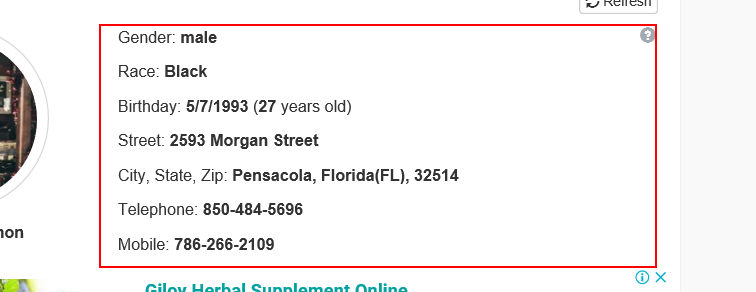 Refresh
Gender: male
Race: Black
Birthday: 5/7/1993 (27 years old)
Street: 2593 Morgan Street
City, State, Zip: Pensacola, Florida(FL), 32514
Telephone: 850-484-5696
non
Mobile: 786-266-2109
Giloy Herbal Supplement Online